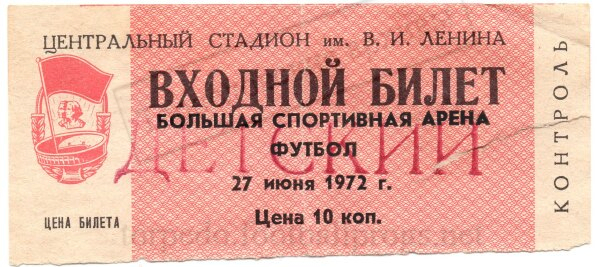 ЦЕНТРАЛЬНЫЙ СТАДИОН им. В. И. ЛЕНИНА
ВХОДНОЙ БИЛЕТ
БОЛЬШАЯ СПОРТИВНАЯ АРЕНА
ДЕТСКИЙ
ФУТБОЛ
27 июня 1972 г.
ЦЕНА БИЛЕТА
Цена 10 коп.
КОНТРОЛЬ